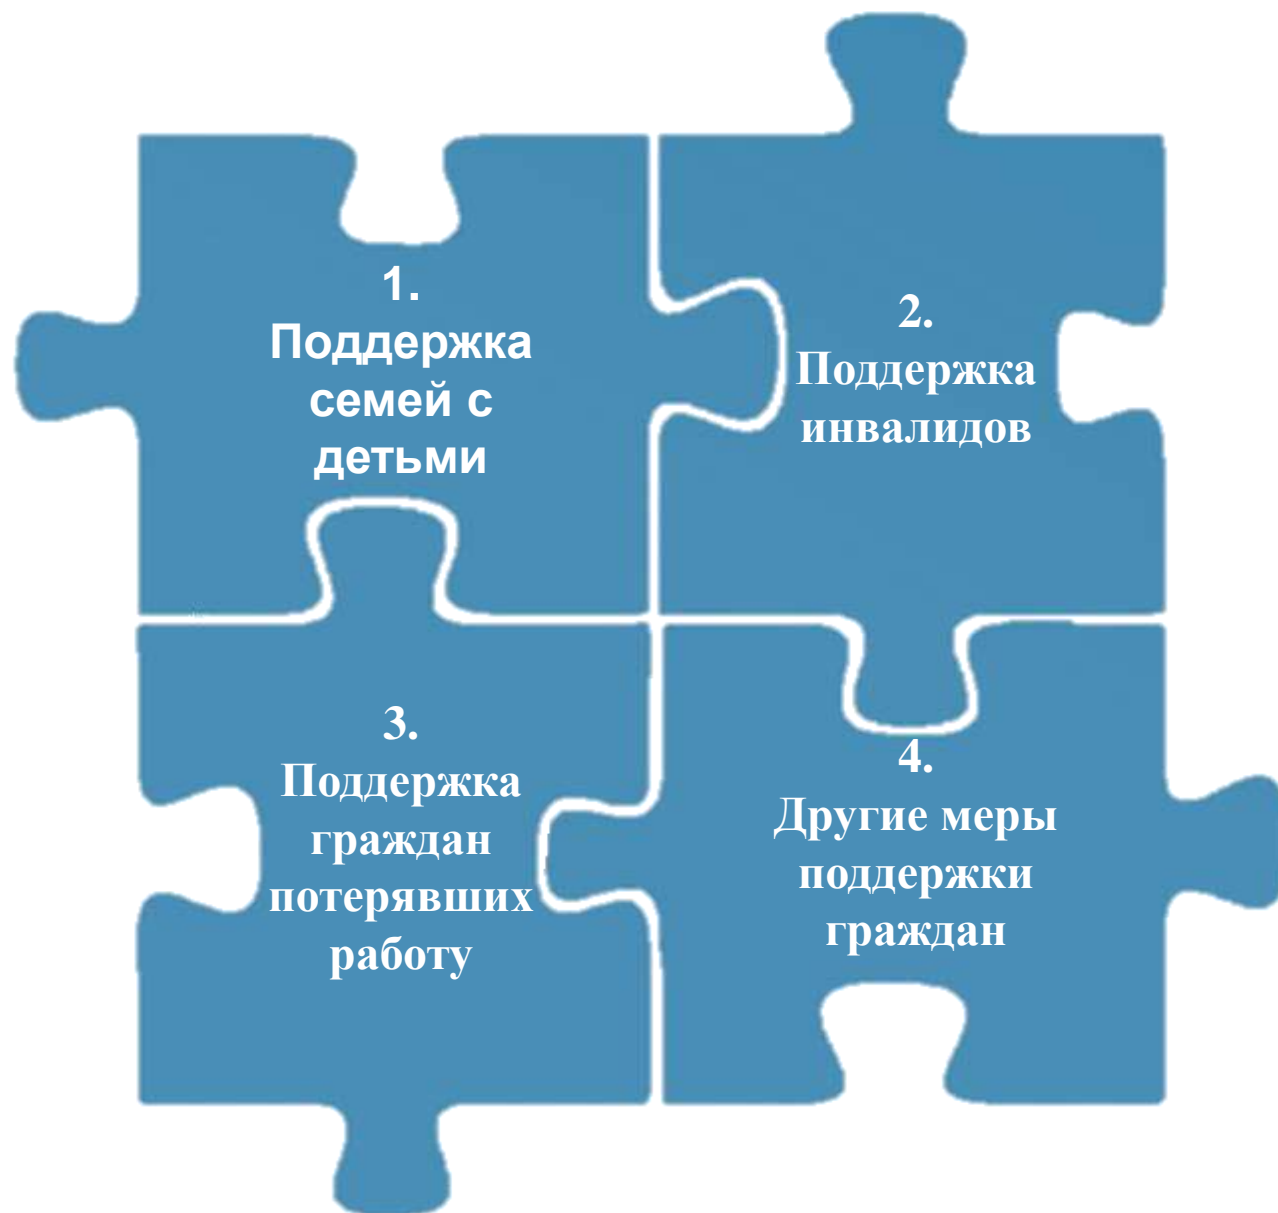 1.
Поддержка
семей с
детьми
2.
Поддержка
инвалидов
3.
Поддержка
граждан
потерявших
работу
4.
Другие меры
поддержки
граждан